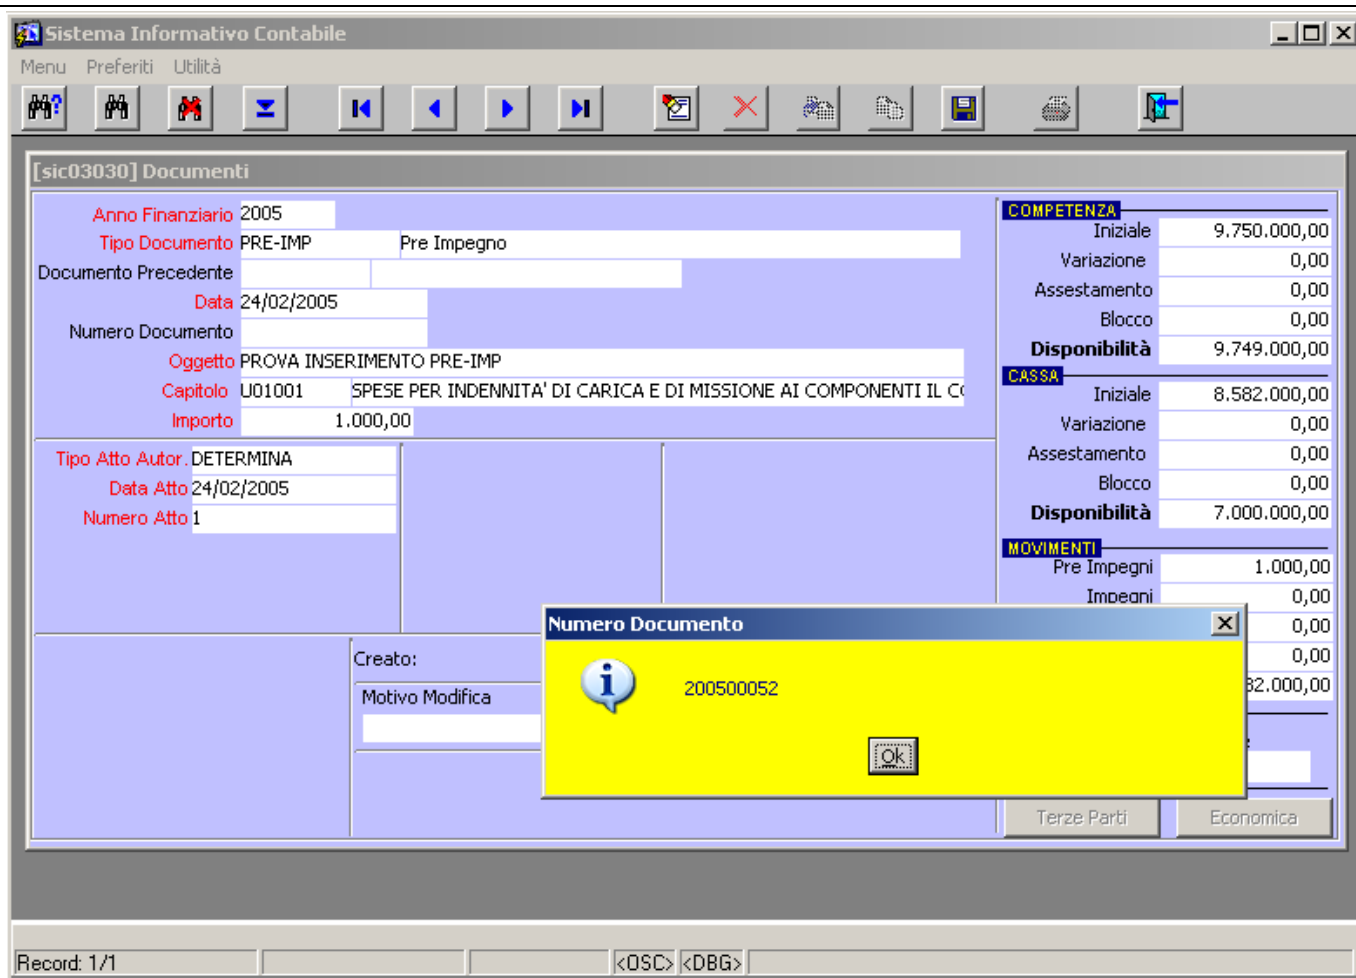 Sistema Informativo Contabile
Menu Preferiti Utilità
[sic03030] Documenti
Anno Finanziario 2005
Tipo Documento PRE-IMP Pre Impegno
Documento Precedente
Data 24/02/2005
Numero Documento
Oggetto PROVA INSERIMENTO PRE-IMP
Capitolo U01001 SPESE PER INDENNITA' DI CARICA E DI MISSIONE AI COMPONENTI IL
Importo 1.000,00
Tipo Atto Autor. DETERMINA
Data Atto 24/02/2005
Numero Atto 1
Creato:
Motivo Modifica
COMPETENZA
Iniziale 9.750.000,00
Variazione 0,00
Assestamento 0,00
Blocco 0,00
Disponibilità 9.749.000,00
CASSA
Iniziale 8.582.000,00
Variazione 0,00
Assestamento 0,00
Blocco 0,00
Disponibilità 7.000.000,00
MOVIMENTI
Pre Impegni 1.000,00
Impegni 0,00
0,00
0,00
32.000,00
Numero Documento
200500052
Ok
Terze Parti Economica
Record: 1/1 <OSC> <DBG>